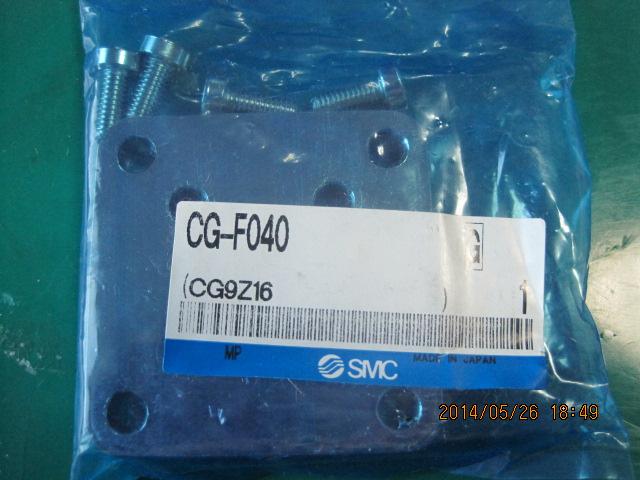 CG-F040
G
(CG9Z16 ) 1
MP SMC MADE IN JAPAN
2014/05/26 18:49